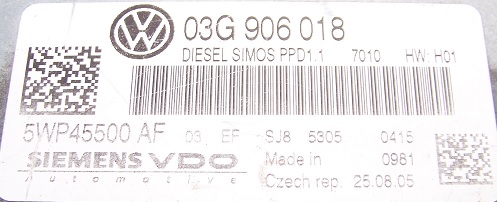 03G 906 018
DIESEL SIMOS PPD1.1 7010 HW: H01
5WP45500 AF 03 EF SJ8 5305 0415
SIEMENS VDO Made in 0981
automotive Czech rep. 25.08.05